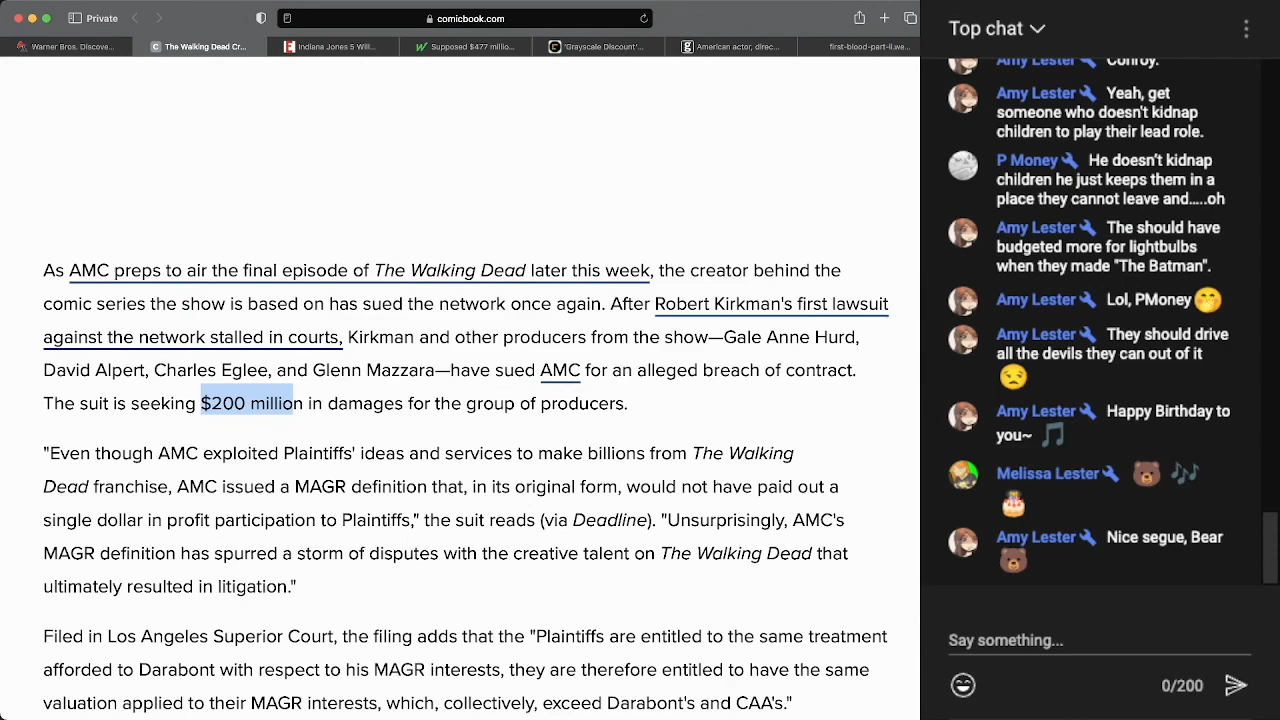 Private
comicbook.com
Warner Bros. Discove...
The Walking Dead Cr...
Indiana Jones 5 Will...
Supposed $477 millio...
'Grayscale Discount'...
American actor, direc...
first-blood-part-ii.we...
As AMC preps to air the final episode of The Walking Dead later this week, the creator behind the
comic series the show is based on has sued the network once again. After Robert Kirkman's first lawsuit
against the network stalled in courts, Kirkman and other producers from the show—Gale Anne Hurd,
David Alpert, Charles Eglee, and Glenn Mazzara—have sued AMC for an alleged breach of contract.
The suit is seeking $200 million in damages for the group of producers.
"Even though AMC exploited Plaintiffs' ideas and services to make billions from The Walking
Dead franchise, AMC issued a MAGR definition that, in its original form, would not have paid out a
single dollar in profit participation to Plaintiffs," the suit reads (via Deadline). "Unsurprisingly, AMC's
MAGR definition has spurred a storm of disputes with the creative talent on The Walking Dead that
ultimately resulted in litigation."
Filed in Los Angeles Superior Court, the filing adds that the "Plaintiffs are entitled to the same treatment
afforded to Darabont with respect to his MAGR interests, they are therefore entitled to have the same
valuation applied to their MAGR interests, which, collectively, exceed Darabont's and CAA's."
Top chat
Amy Lester Conroy.
Amy Lester Yeah, get
someone who doesn't kidnap
children to play their lead role.
P Money He doesn't kidnap
children he just keeps them in a
place they cannot leave and.....oh
Amy Lester The should have
budgeted more for lightbulbs
when they made "The Batman".
Amy Lester Lol, PMoney 🤭
Amy Lester They should drive
all the devils they can out of it
😒
Amy Lester Happy Birthday to
you~ 🎵
Melissa Lester 🐻 🎶
🎂
Amy Lester Nice segue, Bear
🐻
Say something...
0/200